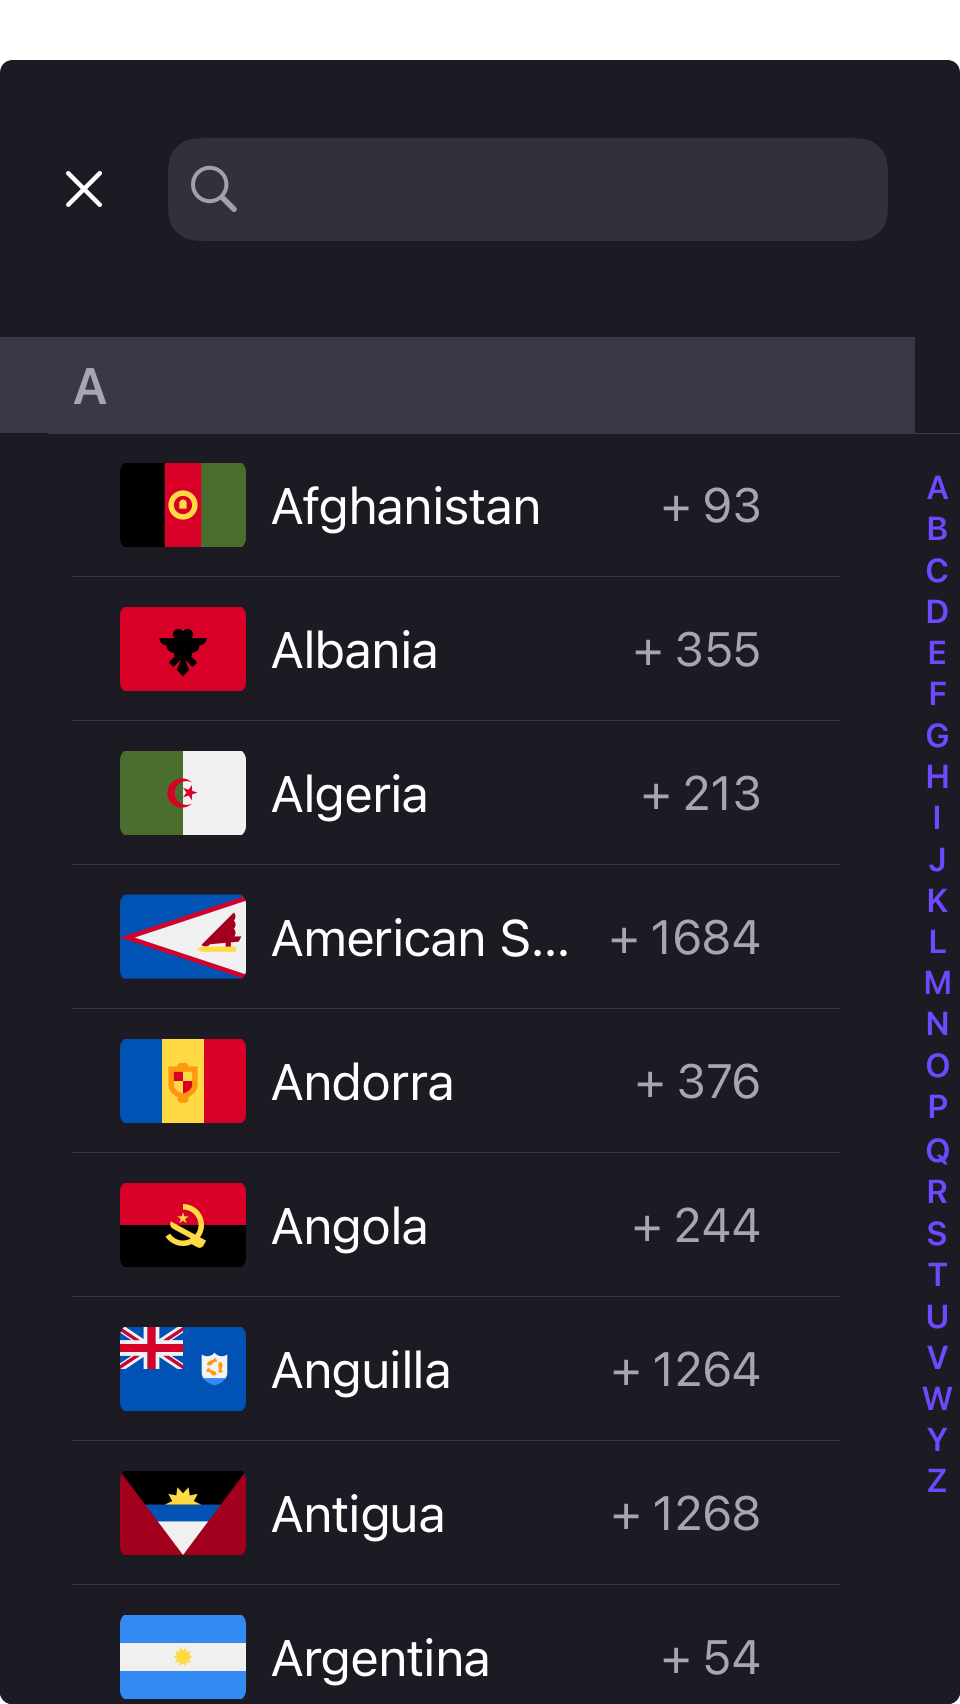 A
Afghanistan + 93
Albania + 355
Algeria + 213
American S... + 1684
Andorra + 376
Angola + 244
Anguilla + 1264
Antigua + 1268
Argentina + 54
A
B
C
D
E
F
G
H
I
J
K
L
M
N
O
P
Q
R
S
T
U
V
W
Y
Z